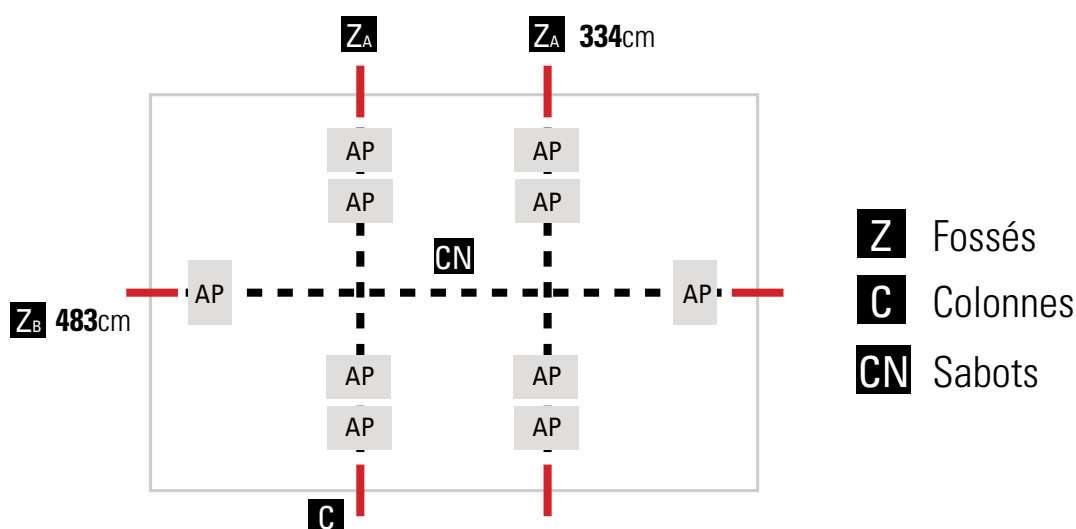 ZA
ZA 334cm
AP AP
AP AP
CN
Z Fossés
AP AP
C Colonnes
ZB 483cm
CN Sabots
AP AP
AP AP
C